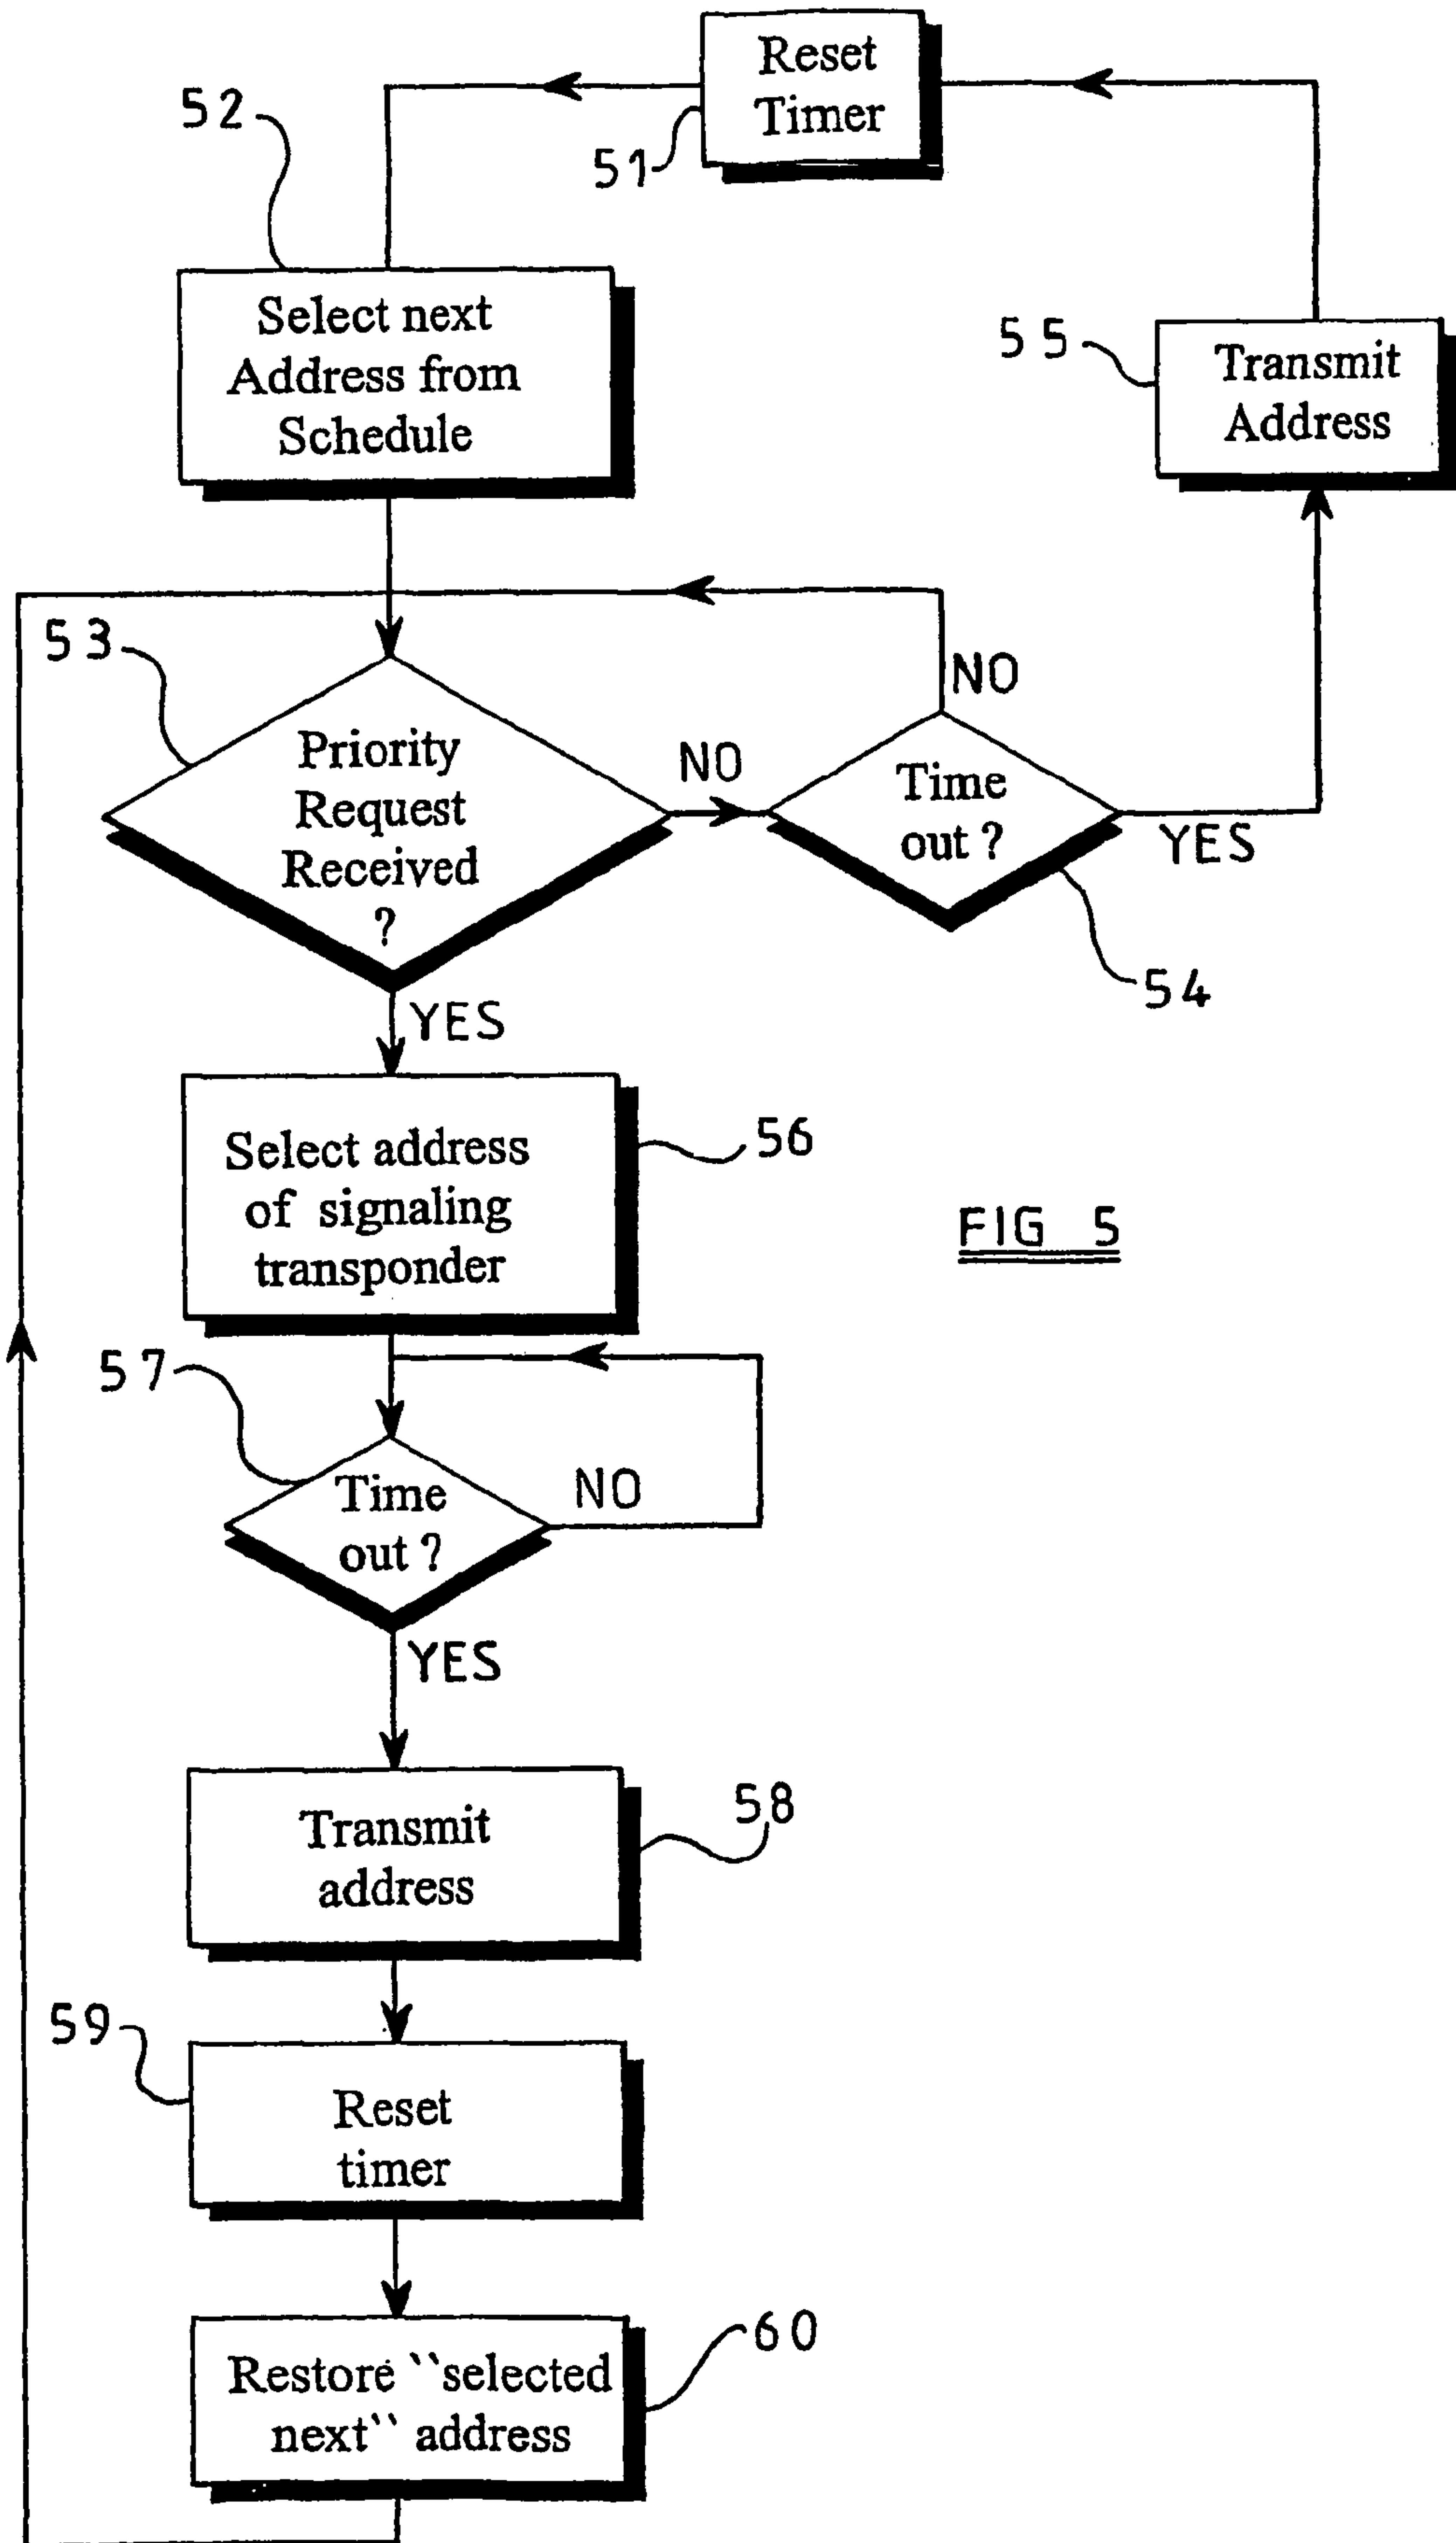 Reset
Timer
51
52
Select next
Address from
Schedule
55
Transmit
Address
53
Priority
Request
Received
?
NO
NO
Time
out ?
YES
54
YES
Select address
of signaling
transponder
56
FIG 5
57
Time
out ?
NO
YES
Transmit
address
58
59
Reset
timer
Restore ``selected
next`` address
60